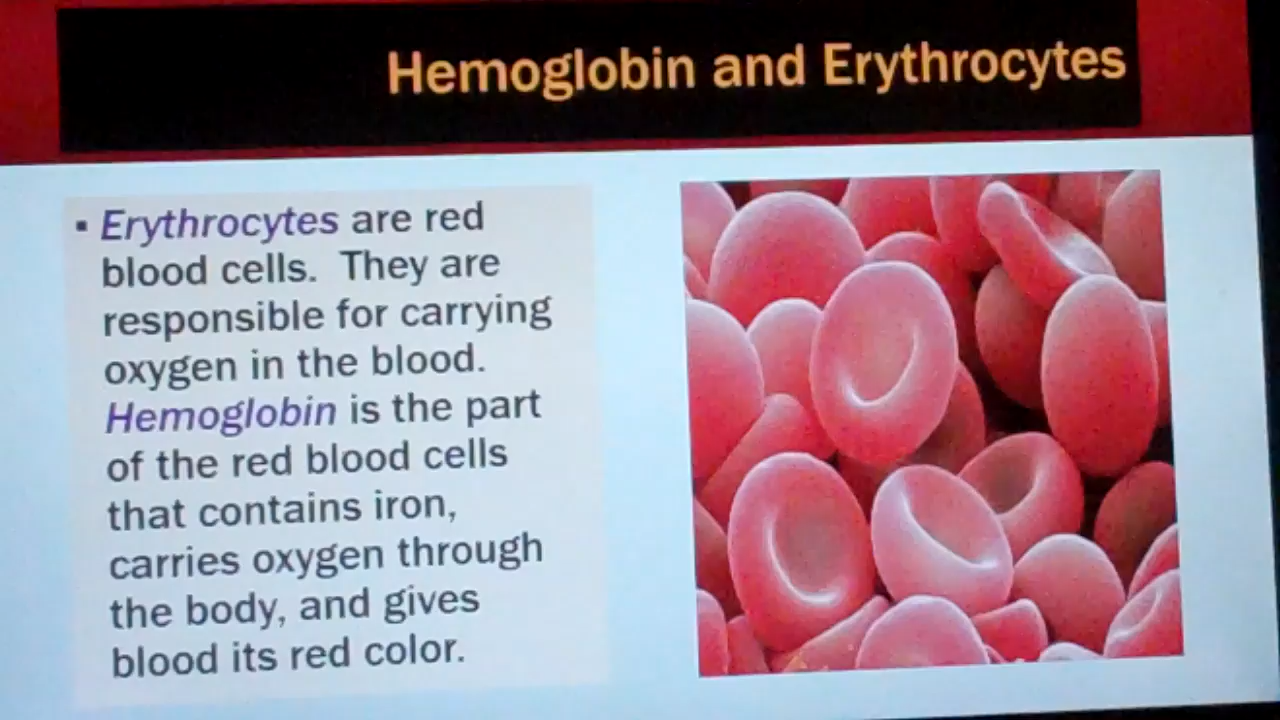 Hemoglobin and Erythrocytes
▪ Erythrocytes are red
blood cells.  They are
responsible for carrying
oxygen in the blood.
Hemoglobin is the part
of the red blood cells
that contains iron,
carries oxygen through
the body, and gives
blood its red color.